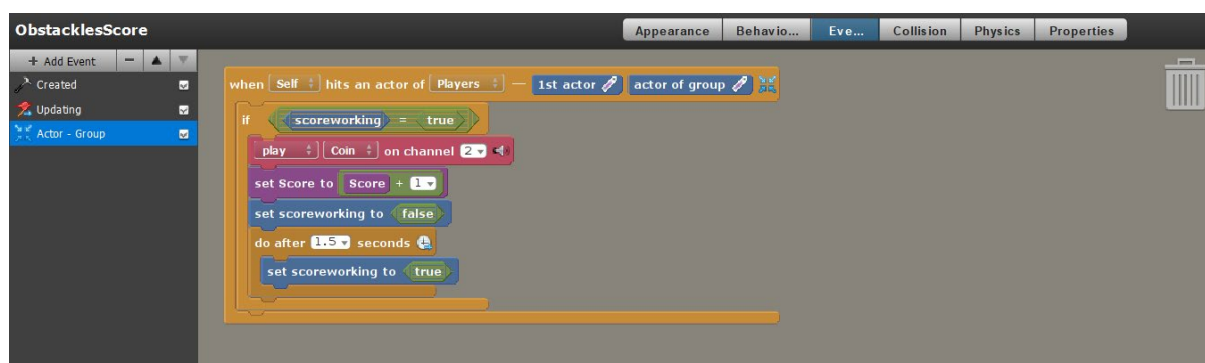 ObstacklesScore
Appearance Behavio... Eve... Collision Physics Properties
+ Add Event
Created
Updating
Actor - Group
when Self hits an actor of Players — 1st actor actor of group
if scoreworking = true
play Coin on channel 2
set Score to Score + 1
set scoreworking to false
do after 1.5 seconds
set scoreworking to true